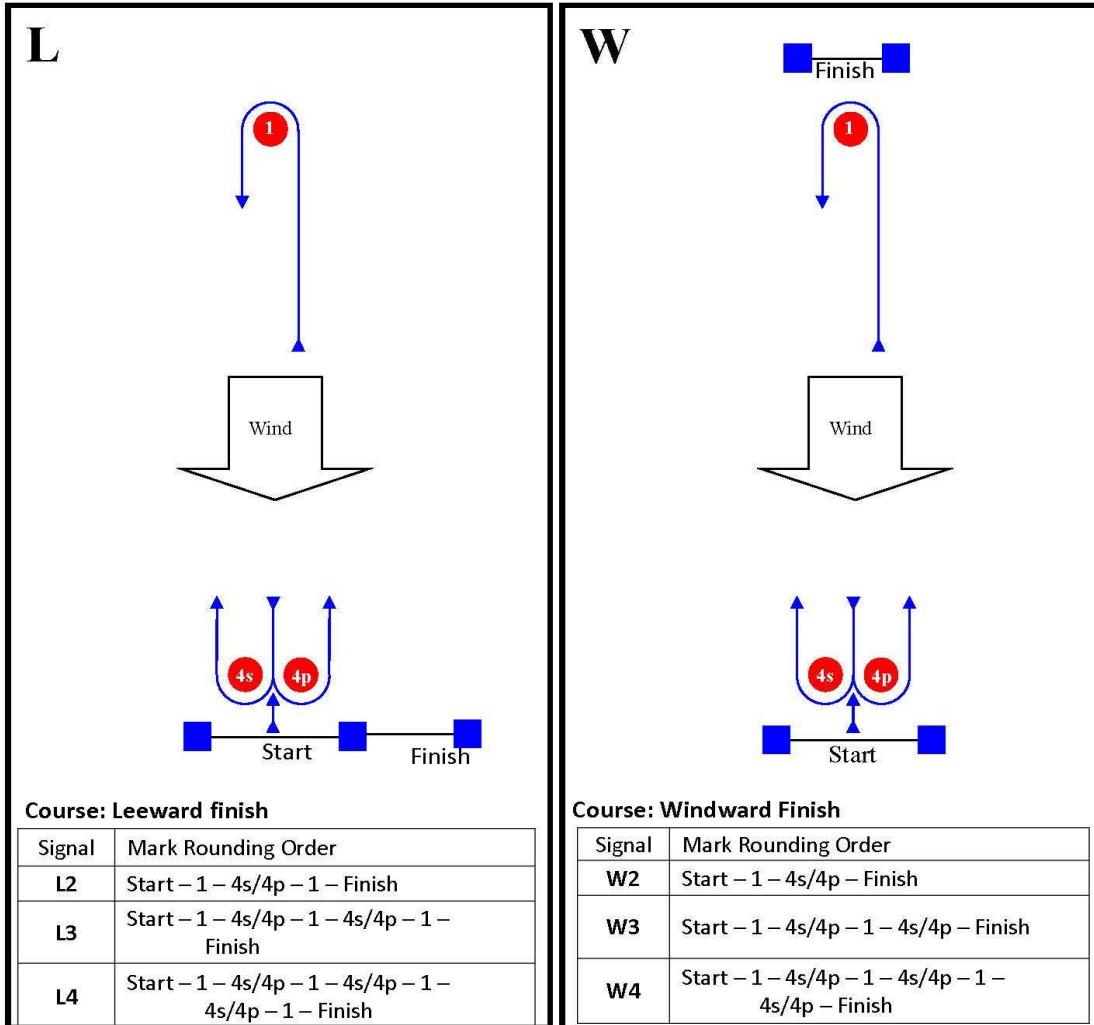 L
1
Wind
4s
4p
Start
Finish
Course: Leeward finish
Signal Mark Rounding Order
L2 Start – 1 – 4s/4p – 1 – Finish
L3 Start – 1 – 4s/4p – 1 – 4s/4p – 1 –
Finish
L4 Start – 1 – 4s/4p – 1 – 4s/4p – 1 –
4s/4p – 1 – Finish
W
Finish
1
Wind
4s
4p
Start
Course: Windward Finish
Signal Mark Rounding Order
W2 Start – 1 – 4s/4p – Finish
W3 Start – 1 – 4s/4p – 1 – 4s/4p – Finish
W4 Start – 1 – 4s/4p – 1 – 4s/4p – 1 –
4s/4p – Finish